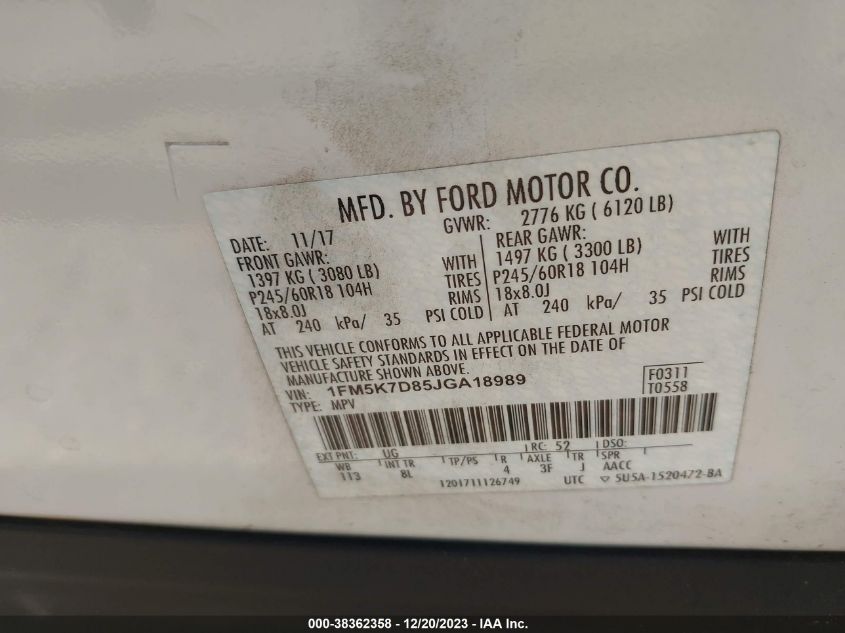 MFD. BY FORD MOTOR CO.
DATE: 11/17 GVWR: 2776 KG ( 6120 LB)
FRONT GAWR: REAR GAWR:
1397 KG ( 3080 LB) WITH 1497 KG ( 3300 LB) WITH
P245/60R18 104H TIRES P245/60R18 104H TIRES
18x8.0J RIMS 18x8.0J RIMS
AT 240 kPa/ 35 PSI COLD AT 240 kPa/ 35 PSI COLD
THIS VEHICLE CONFORMS TO ALL APPLICABLE FEDERAL MOTOR
VEHICLE SAFETY STANDARDS IN EFFECT ON THE DATE OF
MANUFACTURE SHOWN ABOVE.
VIN: 1FM5K7D85JGA18989 F0311
TYPE: MPV T0558
EXT PNT: UG RC: 52 DSO:
WB INT TR TP/PS R AXLE TR SPR
113 8L 4 3F J AACC
1201711126749 UTC ▽ 5U5A-1520472-BA
000-38362358 - 12/20/2023 - IAA Inc.